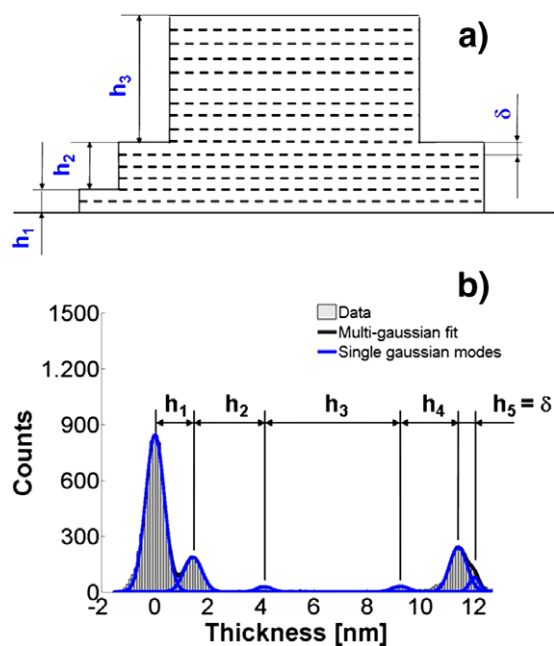 a)
h3
δ
h2
h1
b)
1500
1.200
900
600
300
0
Counts
Data
Multi-gaussian fit
Single gaussian modes
h1
h2
h3
h4
h5 = δ
-2 0 2 4 6 8 10 12
Thickness [nm]